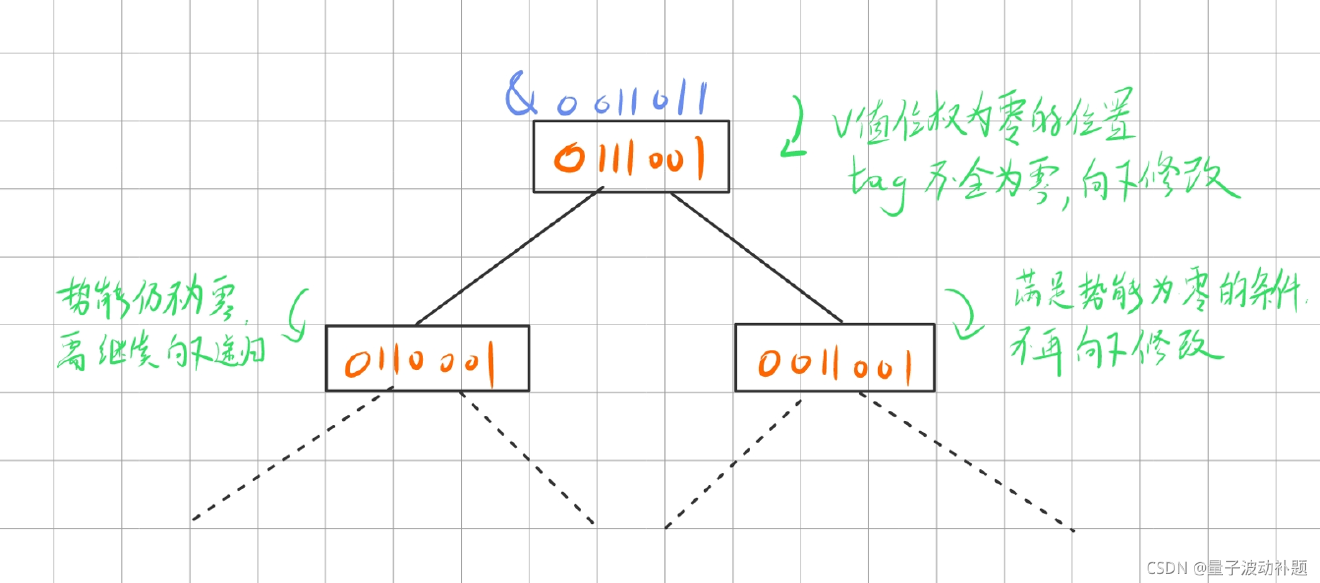 & 0011011
0111001
V值位权为零的位置
tag 不全为零,向下修改
势能仍不为零,
需继续向下递归
0110001
满足势能为零的条件,
不再向下修改
0011001
CSDN @量子波动补题